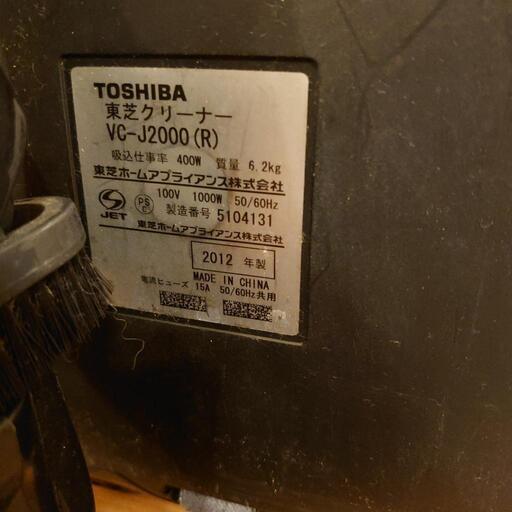 TOSHIBA
東芝クリーナー
VC-J2000(R)
吸込仕事率 400W 質量 6.2kg
東芝ホームアプライアンス株式会社
100V 1000W 50/60Hz
製造番号 5104131
JET
PS
E
東芝ホームアプライアンス株式会社
2012 年製
MADE IN CHINA
電流ヒューズ 15A 50/60Hz共用